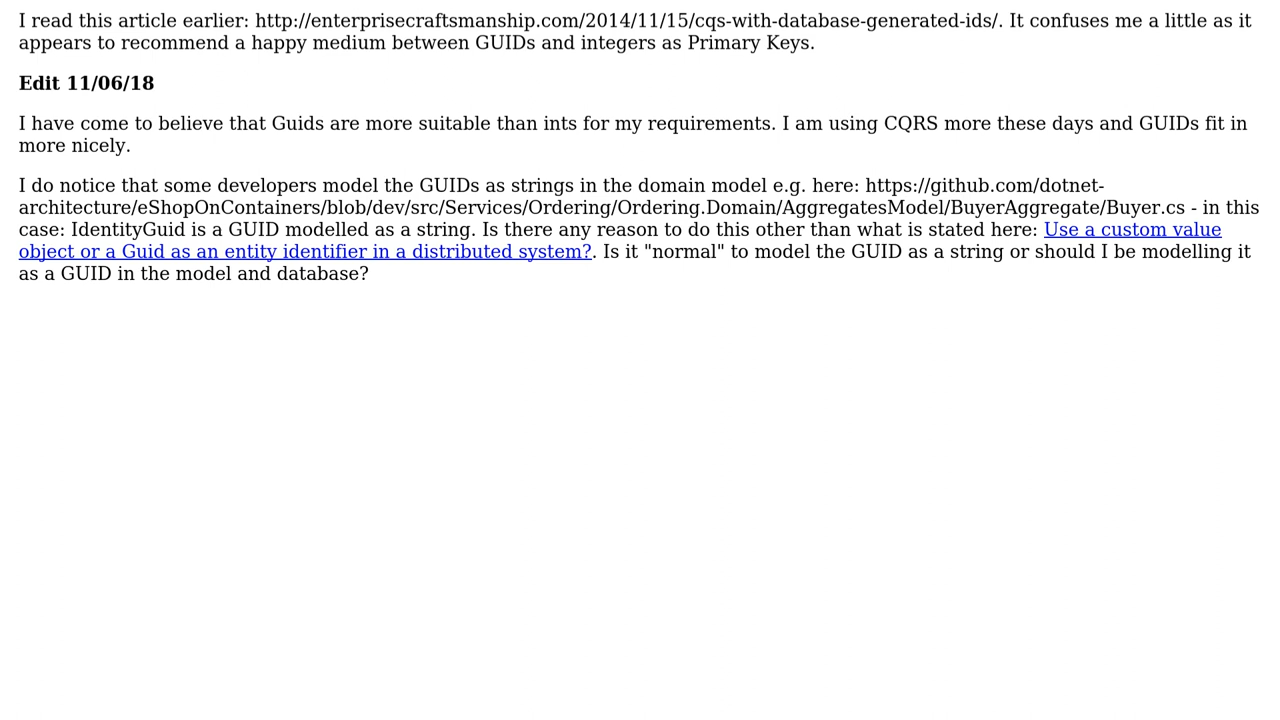 I read this article earlier: http://enterprisecraftsmanship.com/2014/11/15/cqs-with-database-generated-ids/. It confuses me a little as it
appears to recommend a happy medium between GUIDs and integers as Primary Keys.
Edit 11/06/18
I have come to believe that Guids are more suitable than ints for my requirements. I am using CQRS more these days and GUIDs fit in
more nicely.
I do notice that some developers model the GUIDs as strings in the domain model e.g. here: https://github.com/dotnet-
architecture/eShopOnContainers/blob/dev/src/Services/Ordering/Ordering.Domain/AggregatesModel/BuyerAggregate/Buyer.cs - in this
case: IdentityGuid is a GUID modelled as a string. Is there any reason to do this other than what is stated here: Use a custom value
object or a Guid as an entity identifier in a distributed system?. Is it "normal" to model the GUID as a string or should I be modelling it
as a GUID in the model and database?